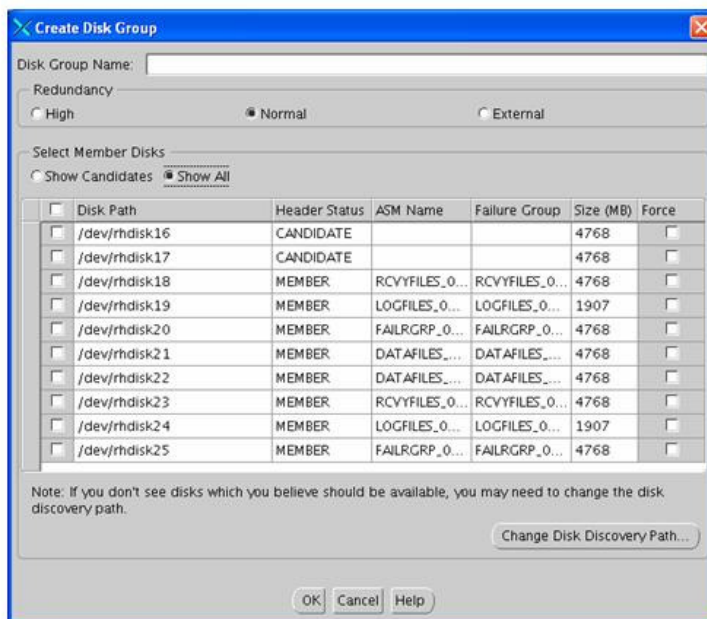 Create Disk Group
Disk Group Name:
Redundancy
High Normal External
Select Member Disks
Show Candidates Show All
Disk Path Header Status ASM Name Failure Group Size (MB) Force
/dev/rhdisk16 CANDIDATE 4768
/dev/rhdisk17 CANDIDATE 4768
/dev/rhdisk18 MEMBER RCVYFILES_0... RCVYFILES_0... 4768
/dev/rhdisk19 MEMBER LOGFILES_0... LOGFILES_0... 1907
/dev/rhdisk20 MEMBER FAILRGRP_0... FAILRGRP_0... 4768
/dev/rhdisk21 MEMBER DATAFILES_... DATAFILES_... 4768
/dev/rhdisk22 MEMBER DATAFILES_... DATAFILES_... 4768
/dev/rhdisk23 MEMBER RCVYFILES_0... RCVYFILES_0... 4768
/dev/rhdisk24 MEMBER LOGFILES_0... LOGFILES_0... 1907
/dev/rhdisk25 MEMBER FAILRGRP_0... FAILRGRP_0... 4768
Note: If you don't see disks which you believe should be available, you may need to change the disk
discovery path.
Change Disk Discovery Path...
OK Cancel Help